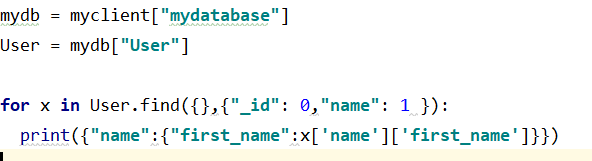 mydb = myclient["mydatabase"]
User = mydb["User"]
for x in User.find({},{"_id": 0,"name": 1 }):
print({"name":{"first_name":x['name']['first_name']}})